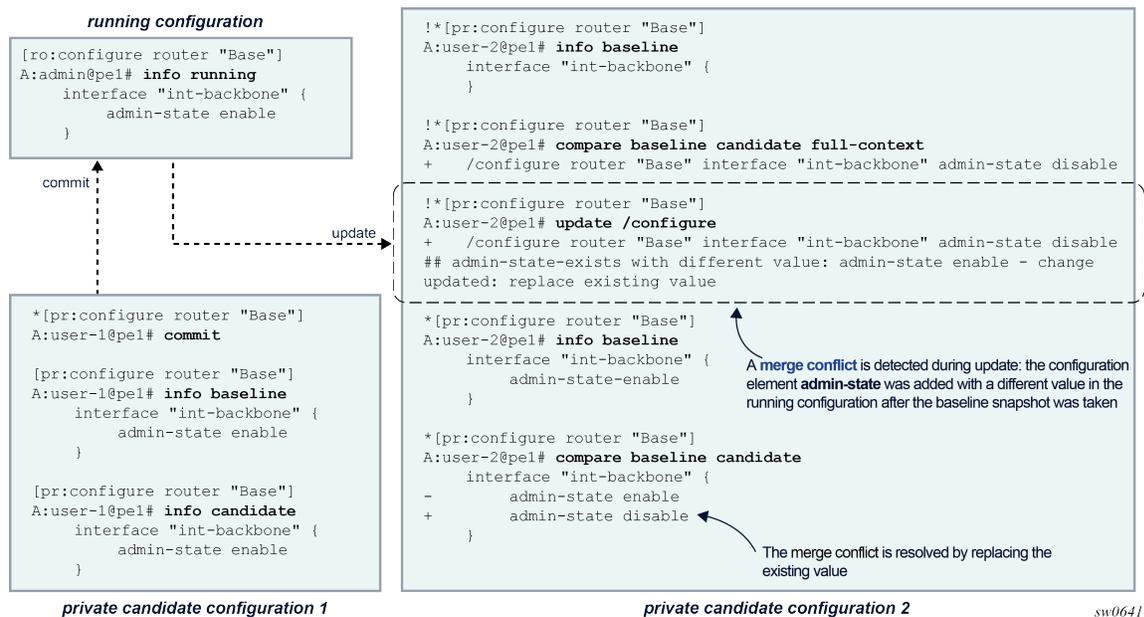 running configuration
[ro:configure router "Base"]
A:admin@pe1# info running
interface "int-backbone" {
admin-state enable
}
commit
update
*[pr:configure router "Base"]
A:user-1@pe1# commit
[pr:configure router "Base"]
A:user-1@pe1# info baseline
interface "int-backbone" {
admin-state enable
}
[pr:configure router "Base"]
A:user-1@pe1# info candidate
interface "int-backbone" {
admin-state enable
}
private candidate configuration 1
!*[pr:configure router "Base"]
A:user-2@pe1# info baseline
interface "int-backbone" {
}
!*[pr:configure router "Base"]
A:user-2@pe1# compare baseline candidate full-context
+ /configure router "Base" interface "int-backbone" admin-state disable
!*[pr:configure router "Base"]
A:user-2@pe1# update /configure
+ /configure router "Base" interface "int-backbone" admin-state disable
## admin-state-exists with different value: admin-state enable - change
updated: replace existing value
*[pr:configure router "Base"]
A:user-2@pe1# info baseline
interface "int-backbone" {
admin-state-enable
}
A merge conflict is detected during update: the configuration
element admin-state was added with a different value in the
running configuration after the baseline snapshot was taken
*[pr:configure router "Base"]
A:user-2@pe1# compare baseline candidate
interface "int-backbone" {
- admin-state enable
+ admin-state disable
}
The merge conflict is resolved by replacing the
existing value
private candidate configuration 2
sw0641